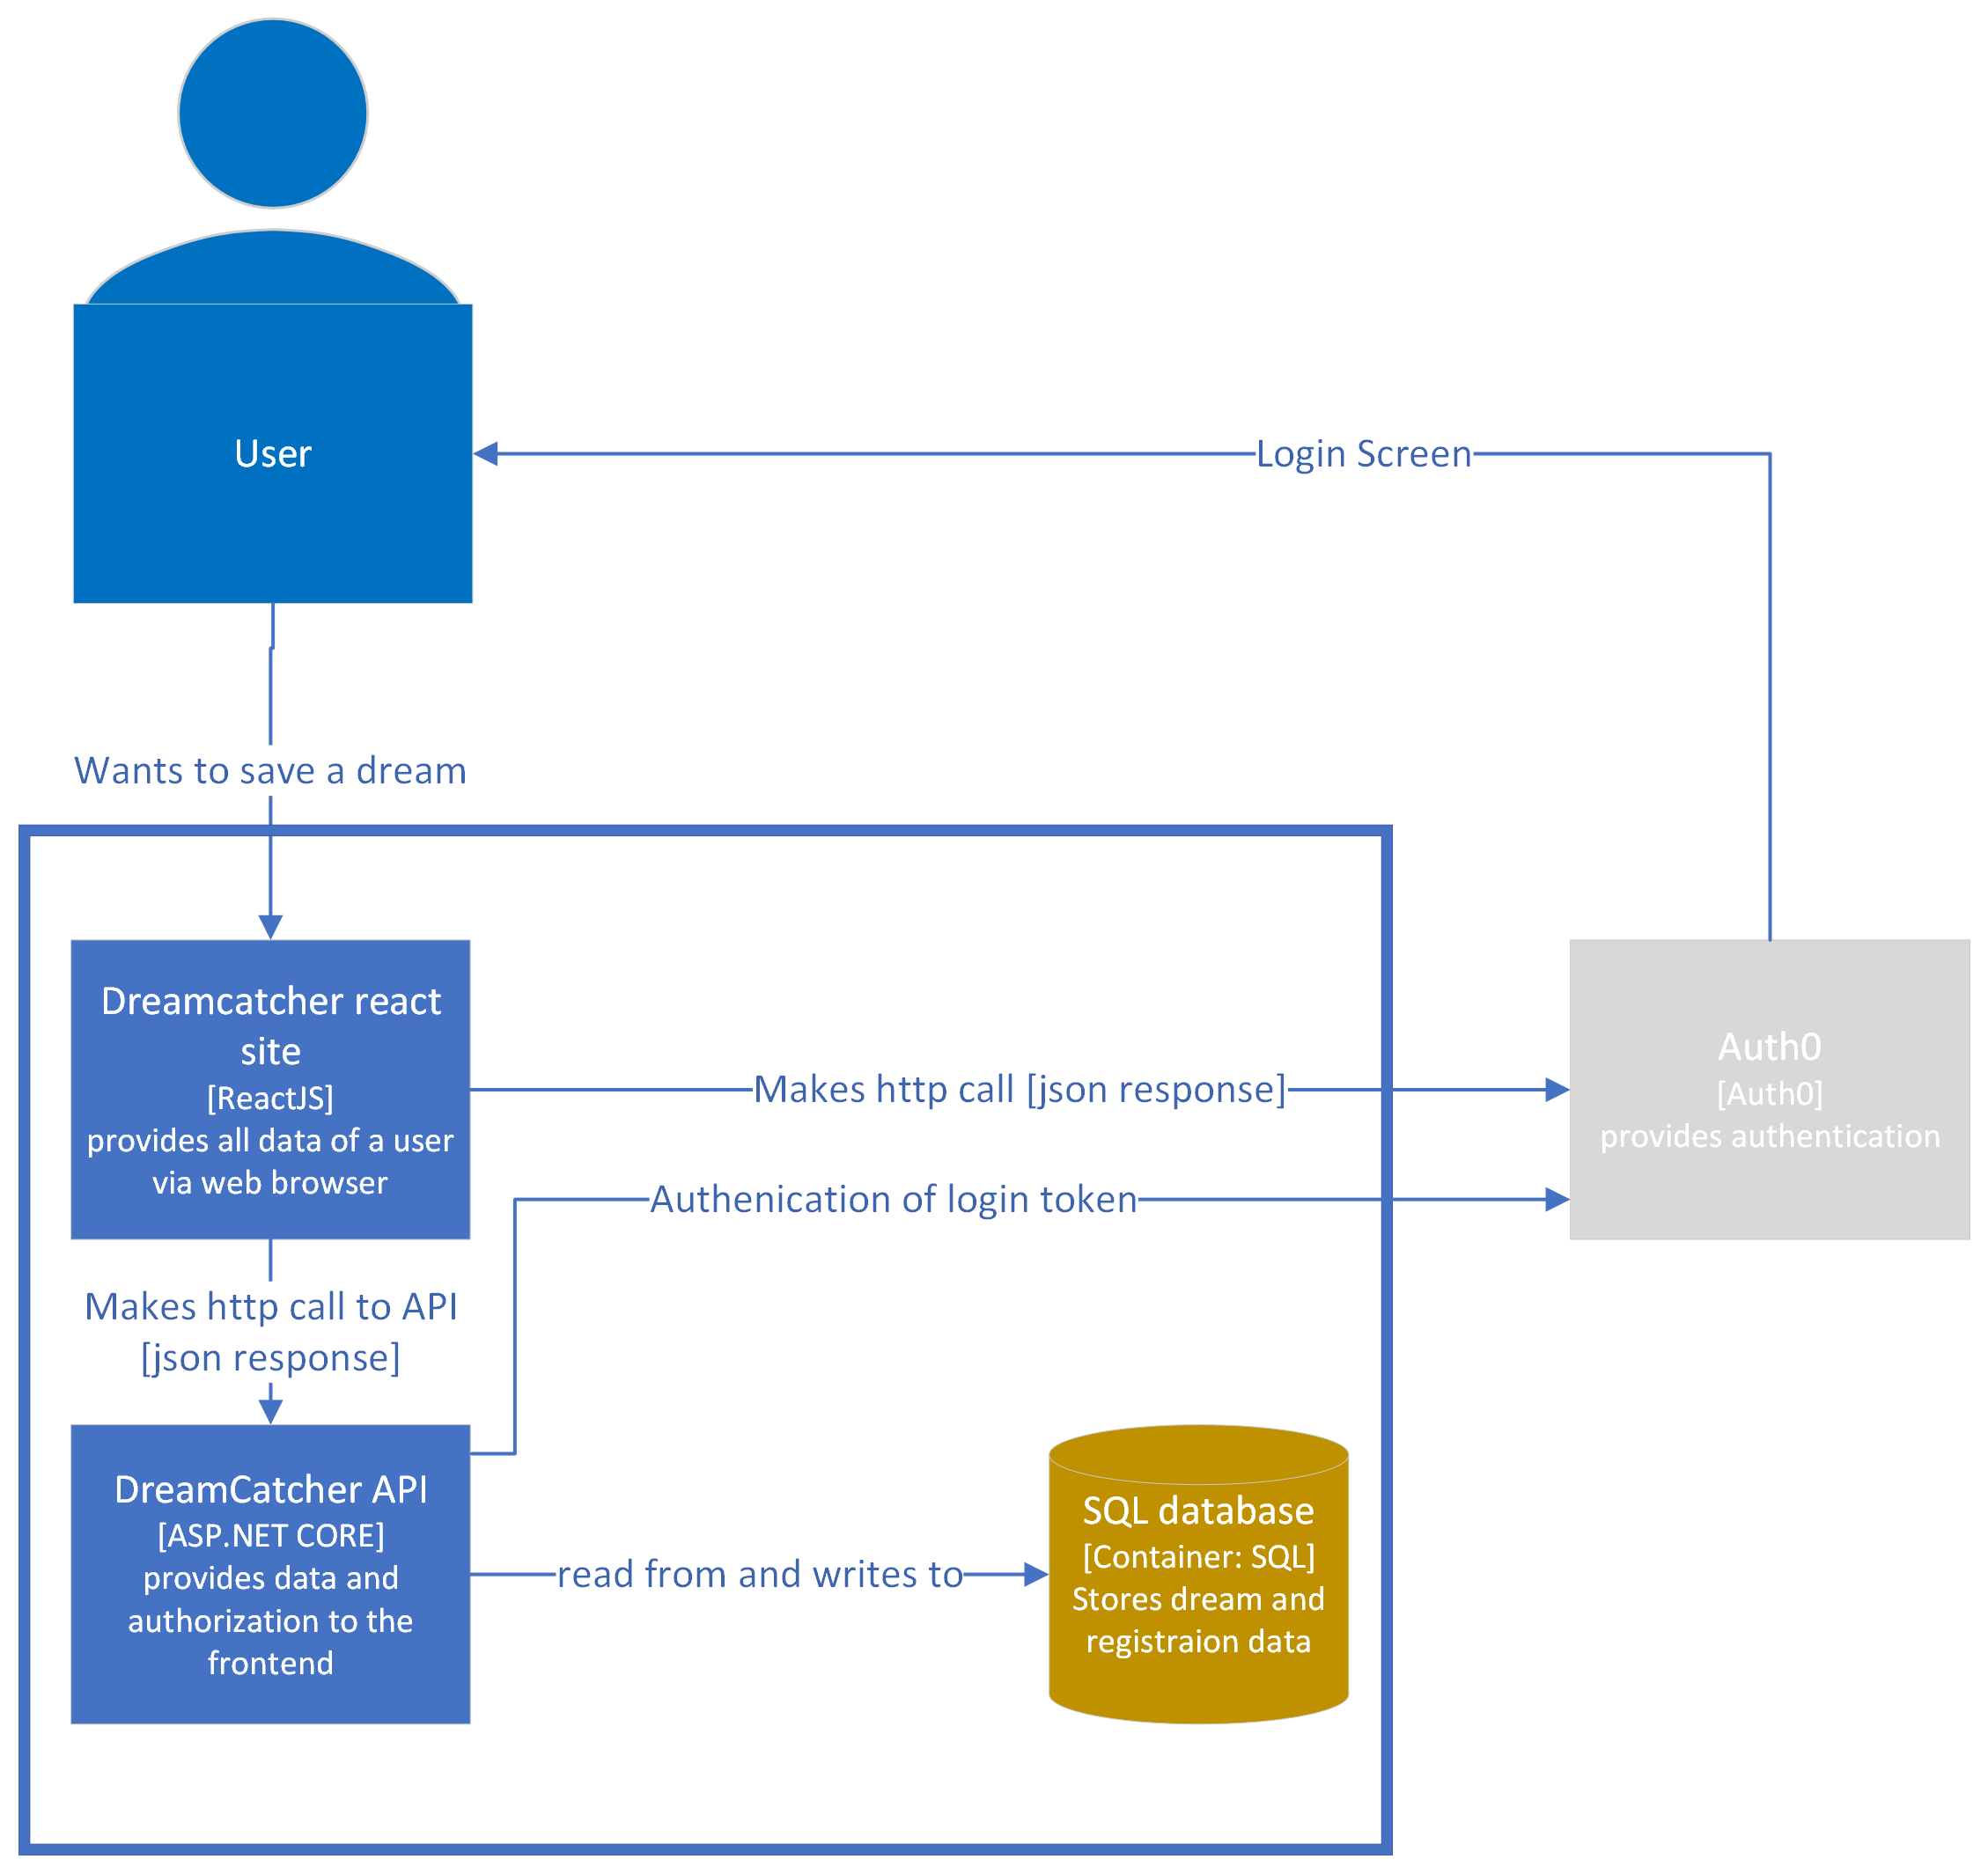 User
Login Screen
Wants to save a dream
Dreamcatcher react
site
[ReactJS]
provides all data of a user
via web browser
Makes http call [json response]
Auth0
[Auth0]
provides authentication
Authenication of login token
Makes http call to API
[json response]
DreamCatcher API
[ASP.NET CORE]
provides data and
authorization to the
frontend
read from and writes to
SQL database
[Container: SQL]
Stores dream and
registraion data